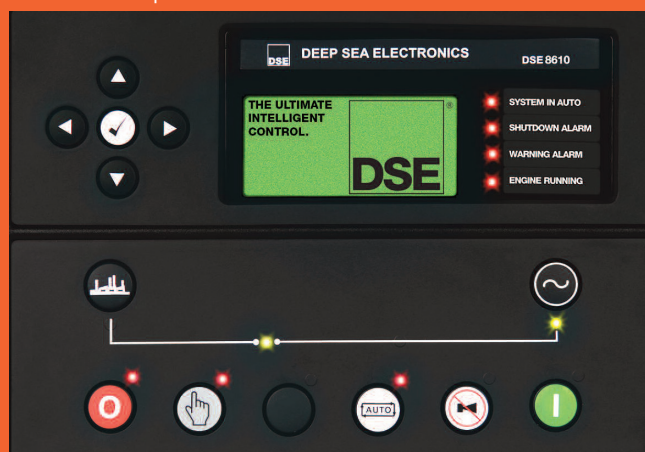 DSE
DEEP SEA ELECTRONICS
DSE 8610
THE ULTIMATE
INTELLIGENT
CONTROL.
DSE
®
SYSTEM IN AUTO
SHUTDOWN ALARM
WARNING ALARM
ENGINE RUNNING
O
AUTO
I